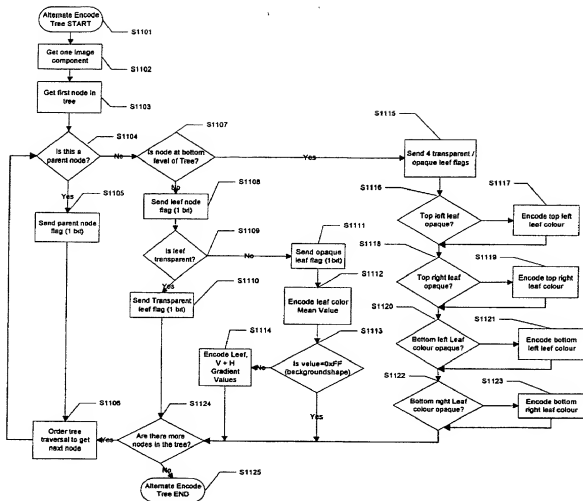 Alternate Encode
Tree START
S1101
Get one image
component
S1102
Get first node in
tree
S1103
Is this a
parent node?
S1104
No
Yes
S1105
Send parent node
flag (1 bit)
S1106
Order tree
traversal to get
next node
S1107
Is node at bottom
level of Tree?
Yes
No
S1108
Send leaf node
flag (1 bit)
S1109
Is leaf
transparent?
No
Yes
S1110
Send Transparent
leaf flag (1 bit)
S1111
Send opaque
leaf flag (1bit)
S1112
Encode leaf color
Mean Value
S1113
Is value=0xFF
(backgroundshape)
No
Yes
S1114
Encode Leaf,
V + H
Gradient
Values
S1115
Send 4 transparent /
opaque leaf flags
S1116
Top left leaf
opaque?
S1117
Encode top left
leaf colour
S1118
Top right leaf
opaque?
S1119
Encode top right
leaf colour
S1120
Bottom left Leaf
colour opaque?
S1121
Encode bottom
left leaf colour
S1122
Bottom right Leaf
colour opaque?
S1123
Encode bottom
right leaf colour
S1124
Are there more
nodes in the tree?
Yes
No
S1125
Alternate Encode
Tree END